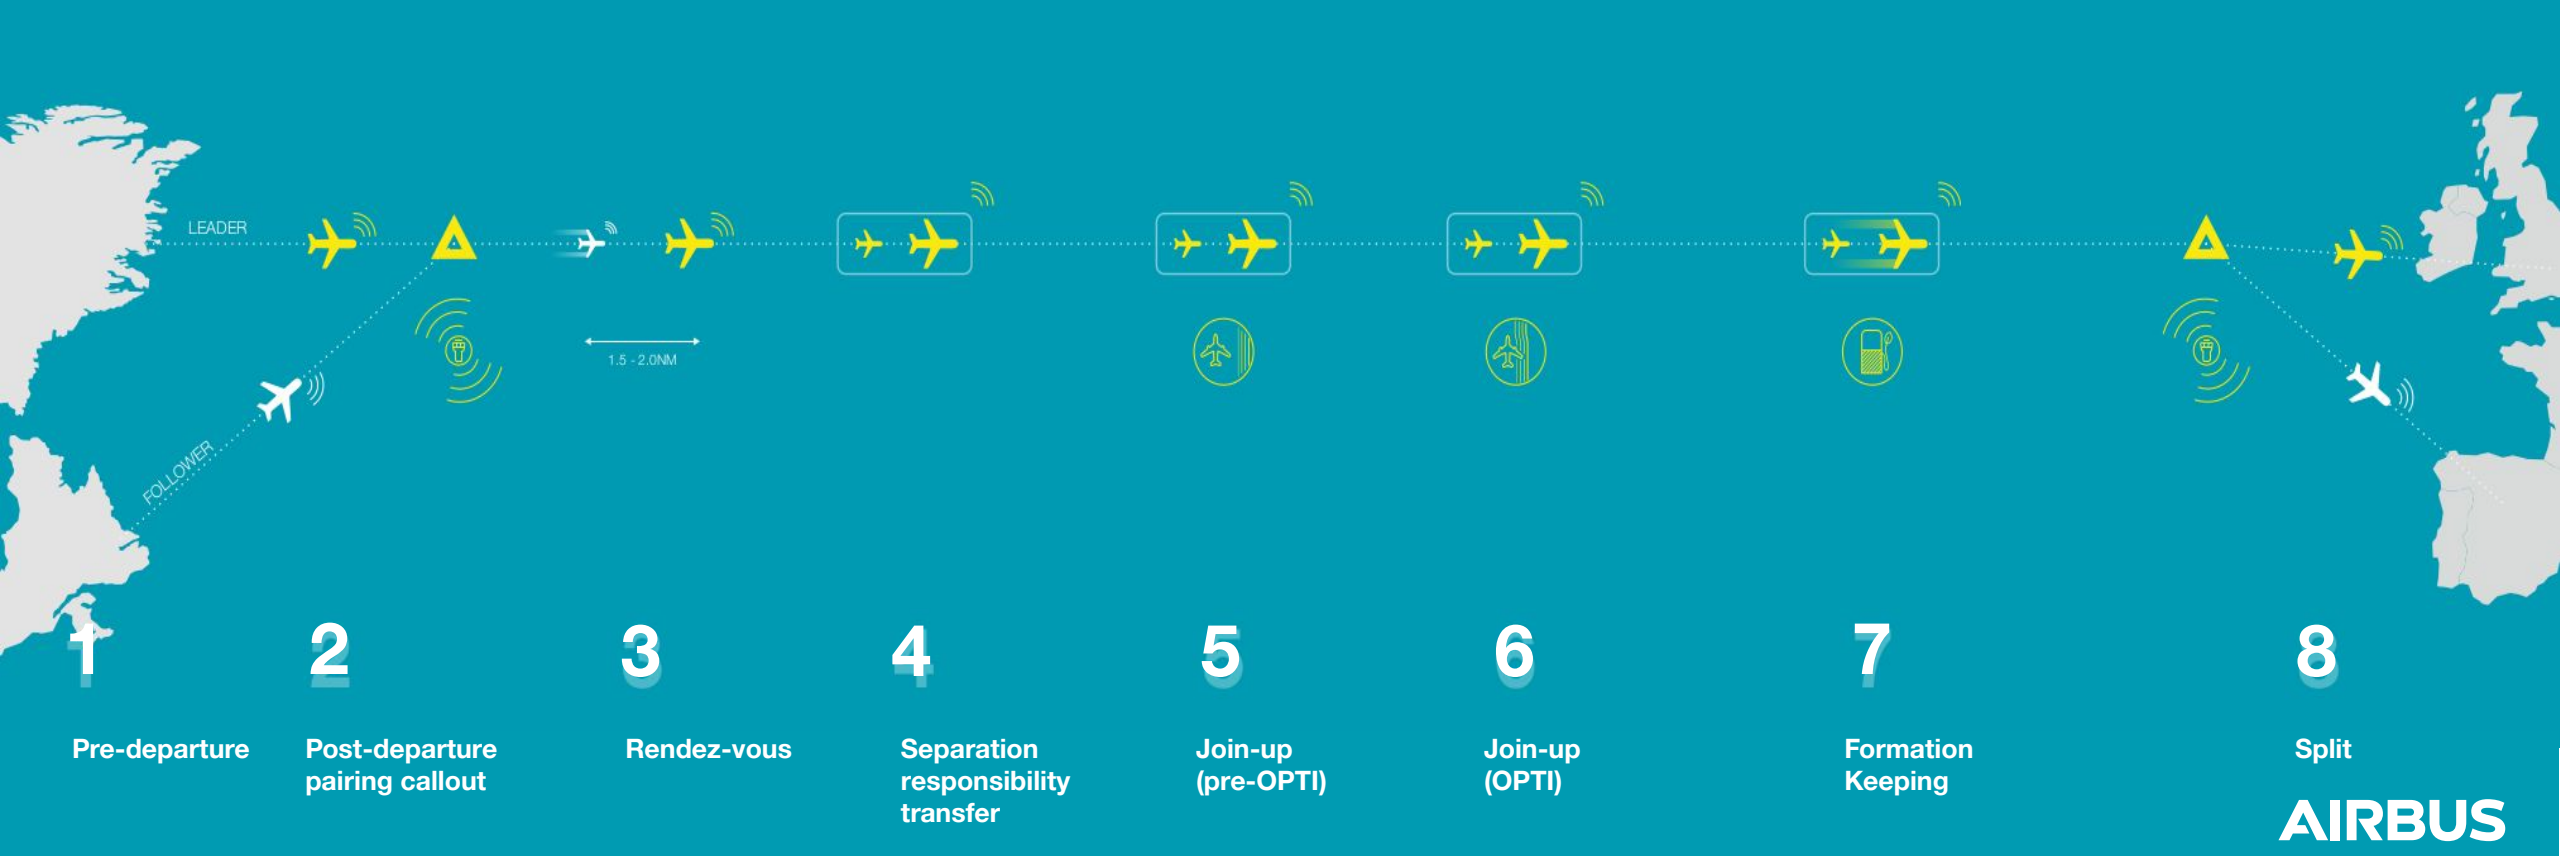 LEADER
FOLLOWER
1.5 - 2.0NM
1
Pre-departure
2
Post-departure
pairing callout
3
Rendez-vous
4
Separation
responsibility
transfer
5
Join-up
(pre-OPTI)
6
Join-up
(OPTI)
7
Formation
Keeping
8
Split
AIRBUS